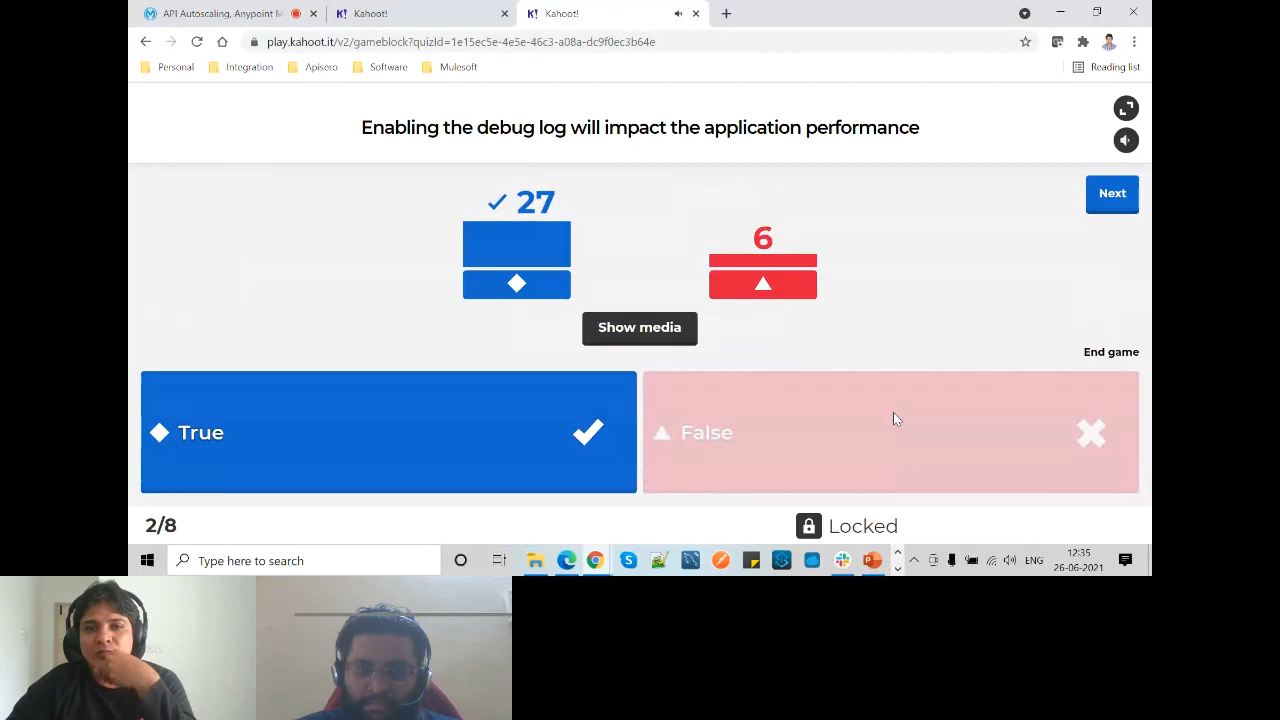 API Autoscaling, Anypoint M
Kahoot!
Kahoot!
play.kahoot.it/v2/gameblock?quizId=1e15ec5e-4e5e-46c3-a08a-dc9f0ec3b64e
Personal
Integration
Apisero
Software
Mulesoft
Reading list
Enabling the debug log will impact the application performance
27
6
Next
Show media
End game
True
False
2/8
Locked
Type here to search
ENG
12:35
26-06-2021